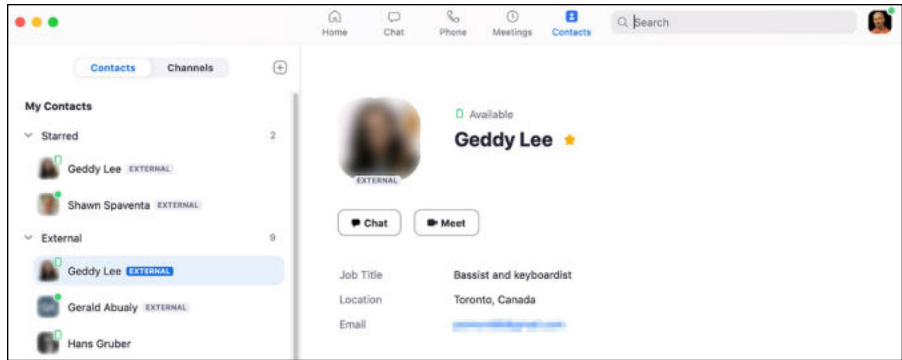 Home Chat Phone Meetings Contacts Search
Contacts Channels
My Contacts
Starred 2
Geddy Lee EXTERNAL
Shawn Spaventa EXTERNAL
External 9
Geddy Lee EXTERNAL
Gerald Abualy EXTERNAL
Hans Gruber
Available
Geddy Lee
EXTERNAL
Chat Meet
Job Title Bassist and keyboardist
Location Toronto, Canada
Email